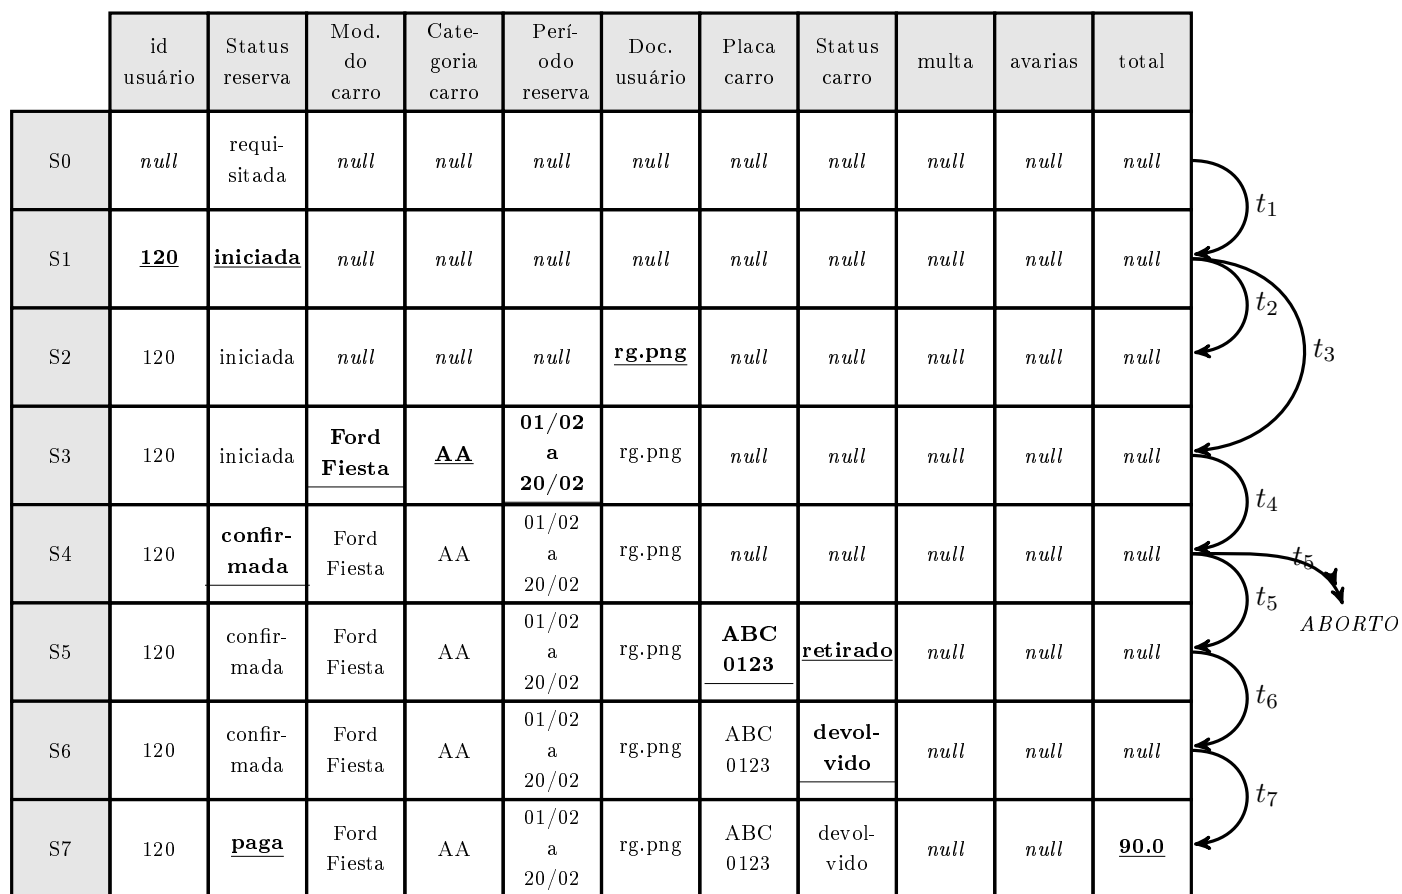 id usuário | Status reserva | Mod. do carro | Cate-goria carro | Perí-odo reserva | Doc. usuário | Placa carro | Status carro | multa | avarias | total
S0 | null | requi-sitada | null | null | null | null | null | null | null | null | null
t1
S1 | 120 | iniciada | null | null | null | null | null | null | null | null | null
t2
S2 | 120 | iniciada | null | null | null | rg.png | null | null | null | null | null
t3
S3 | 120 | iniciada | Ford Fiesta | AA | 01/02 a 20/02 | rg.png | null | null | null | null | null
t4
S4 | 120 | confir-mada | Ford Fiesta | AA | 01/02 a 20/02 | rg.png | null | null | null | null | null
t5
t5
ABORTO
S5 | 120 | confir-mada | Ford Fiesta | AA | 01/02 a 20/02 | rg.png | ABC 0123 | retirado | null | null | null
t6
S6 | 120 | confir-mada | Ford Fiesta | AA | 01/02 a 20/02 | rg.png | ABC 0123 | devol-vido | null | null | null
t7
S7 | 120 | paga | Ford Fiesta | AA | 01/02 a 20/02 | rg.png | ABC 0123 | devol-vido | null | null | 90.0